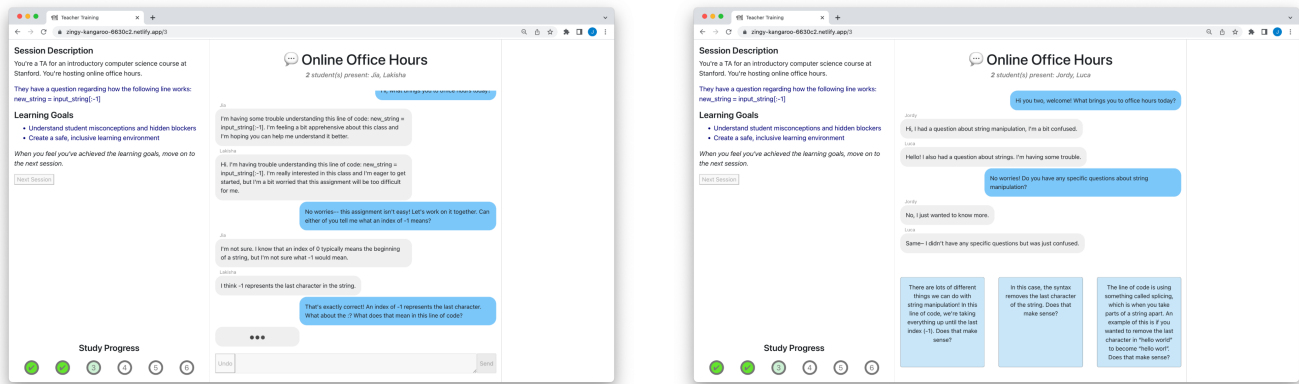 Teacher Training
zingy-kangaroo-6630c2.netlify.app/3
Session Description
You're a TA for an introductory computer science course at
Stanford. You're hosting online office hours.
They have a question regarding how the following line works:
new_string = input_string[:-1]
Learning Goals
• Understand student misconceptions and hidden blockers
• Create a safe, inclusive learning environment
When you feel you've achieved the learning goals, move on to
the next session.
Next Session
Study Progress
3 4 5 6
Online Office Hours
2 student(s) present: Jia, Lakisha
Hi, what brings you to office hours today?
Jia
I'm having some trouble understanding this line of code: new_string =
input_string[:-1]. I'm feeling a bit apprehensive about this class and
I'm hoping you can help me understand it better.
Lakisha
Hi. I'm having trouble understanding this line of code: new_string =
input_string[:-1]. I'm really interested in this class and I'm eager to get
started, but I'm a bit worried that this assignment will be too difficult
for me.
No worries-- this assignment isn't easy! Let's work on it together. Can
either of you tell me what an index of -1 means?
Jia
I'm not sure. I know that an index of 0 typically means the beginning
of a string, but I'm not sure what -1 would mean.
Lakisha
I think -1 represents the last character in the string.
That's exactly correct! An index of -1 represents the last character.
What about the :? What does that mean in this line of code?
Undo
Send
Teacher Training
zingy-kangaroo-6630c2.netlify.app/3
Session Description
You're a TA for an introductory computer science course at
Stanford. You're hosting online office hours.
They have a question regarding how the following line works:
new_string = input_string[:-1]
Learning Goals
• Understand student misconceptions and hidden blockers
• Create a safe, inclusive learning environment
When you feel you've achieved the learning goals, move on to
the next session.
Next Session
Study Progress
3 4 5 6
Online Office Hours
2 student(s) present: Jordy, Luca
Hi you two, welcome! What brings you to office hours today?
Jordy
Hi, I had a question about string manipulation, I'm a bit confused.
Luca
Hello! I also had a question about strings. I'm having some trouble.
No worries! Do you have any specific questions about string
manipulation?
Jordy
No, I just wanted to know more.
Luca
Same– I didn't have any specific questions but was just confused.
There are lots of different
things we can do with
string manipulation! In this
line of code, we're taking
everything up until the last
index (-1). Does that make
sense?
In this case, the syntax
removes the last character
of the string. Does that
make sense?
The line of code is using
something called splicing,
which is when you take
parts of a string apart. An
example of this is if you
wanted to remove the last
character in "hello world"
to become "hello worl".
Does that make sense?